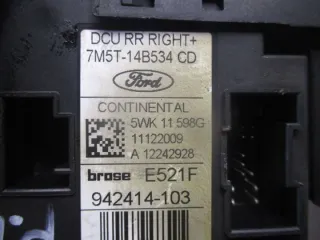 DCU RR RIGHT+
7M5T-14B534 CD
Ford
CONTINENTAL
5WK 11 598G
11122009
A 12242928
brose E521F
942414-103